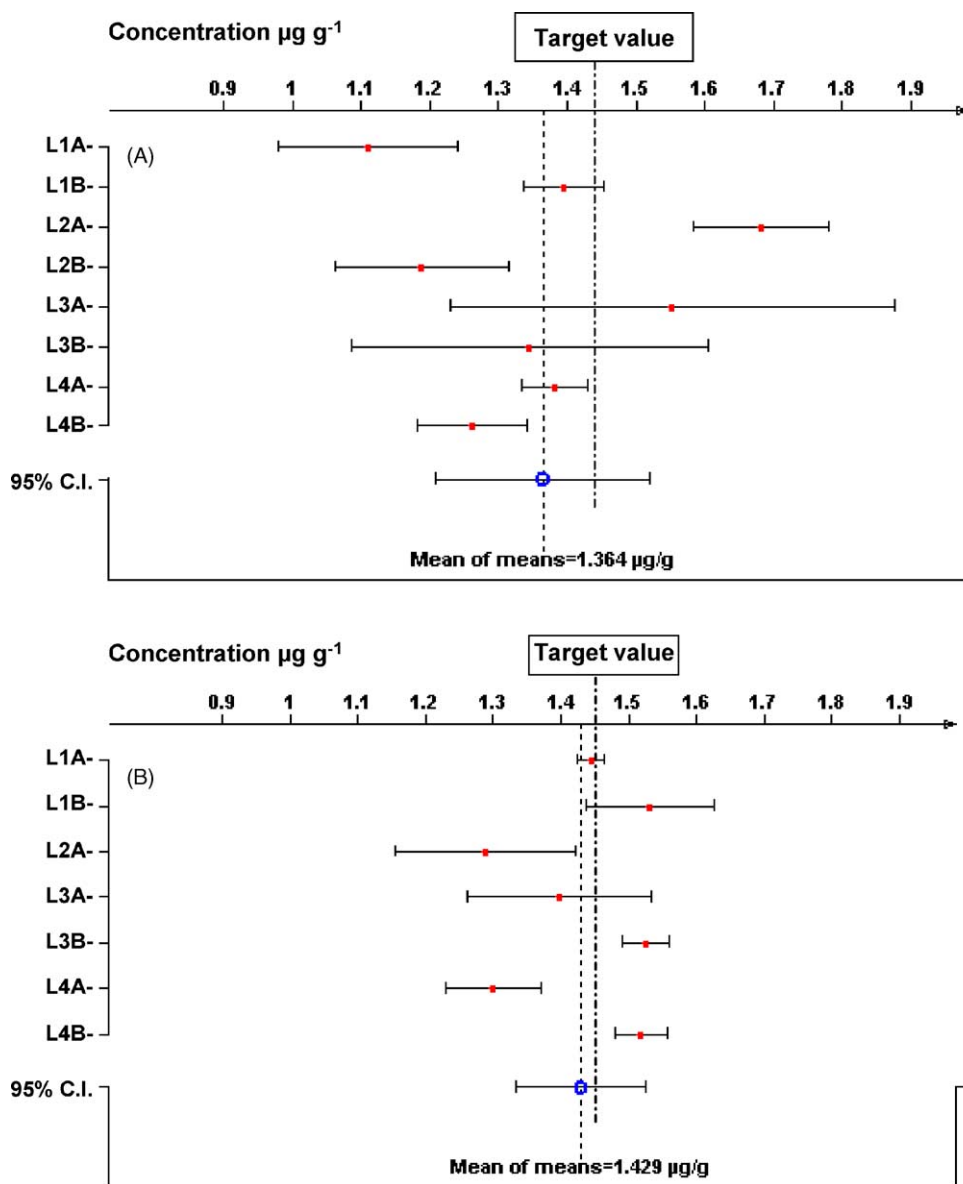 Concentration µg g-1
Target value
0.9 1 1.1 1.2 1.3 1.4 1.5 1.6 1.7 1.8 1.9
(A)
L1A-
L1B-
L2A-
L2B-
L3A-
L3B-
L4A-
L4B-
95% C.I.
Mean of means=1.364 µg/g
Concentration µg g-1
Target value
0.9 1 1.1 1.2 1.3 1.4 1.5 1.6 1.7 1.8 1.9
L1A-
(B)
L1B-
L2A-
L3A-
L3B-
L4A-
L4B-
95% C.I.
Mean of means=1.429 µg/g